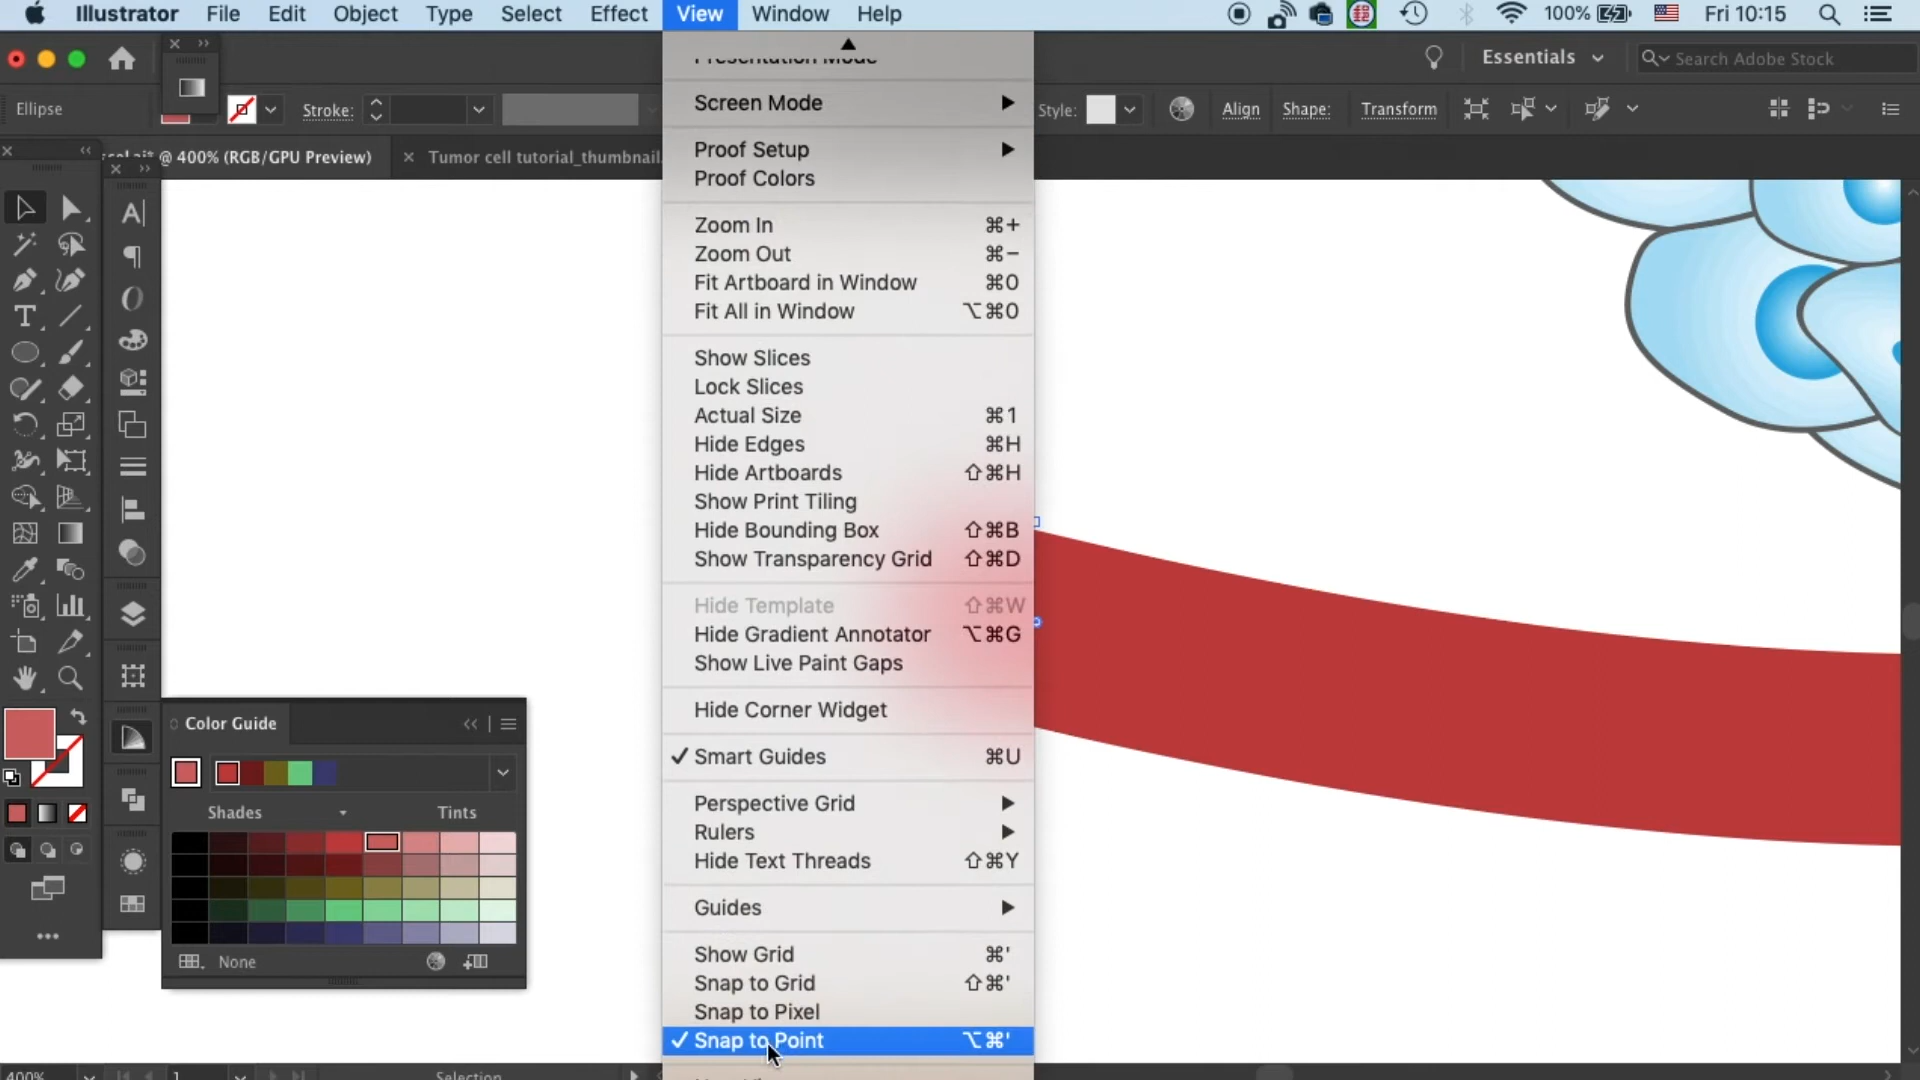 Illustrator File Edit Object Type Select Effect View Window Help 100% Fri 10:15
Presentation Mode
Essentials Search Adobe Stock
Ellipse Stroke: Style: Align Shape: Transform
@ 400% (RGB/GPU Preview) × Tumor cell tutorial_thumbnail.
Screen Mode
Proof Setup
Proof Colors
Zoom In ⌘+
Zoom Out ⌘−
Fit Artboard in Window ⌘0
Fit All in Window ⌥⌘0
Show Slices
Lock Slices
Actual Size ⌘1
Hide Edges ⌘H
Hide Artboards ⇧⌘H
Show Print Tiling
Hide Bounding Box ⇧⌘B
Show Transparency Grid ⇧⌘D
Hide Template ⇧⌘W
Hide Gradient Annotator ⌥⌘G
Show Live Paint Gaps
Hide Corner Widget
✓ Smart Guides ⌘U
Perspective Grid
Rulers
Hide Text Threads ⇧⌘Y
Guides
Show Grid ⌘'
Snap to Grid ⇧⌘'
Snap to Pixel
✓ Snap to Point ⌥⌘'
Color Guide
Shades Tints
None
400% 1 Selection